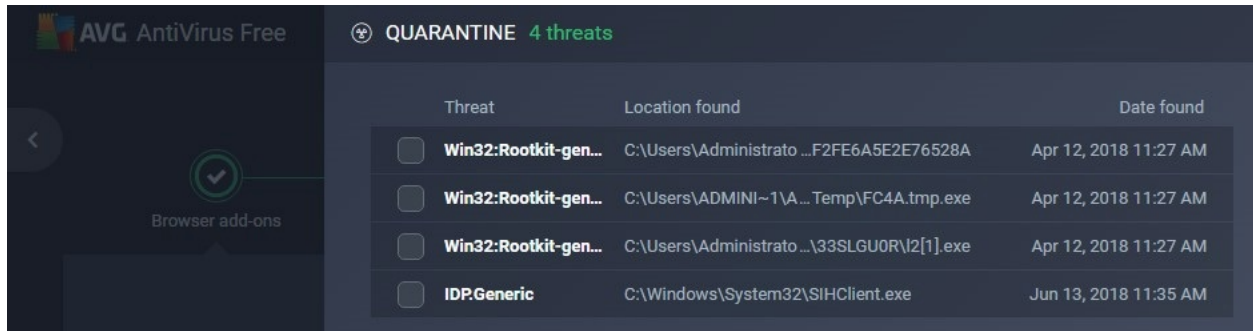 AVG AntiVirus Free
QUARANTINE 4 threats
Threat Location found Date found
Win32:Rootkit-gen... C:\Users\Administrato ...F2FE6A5E2E76528A Apr 12, 2018 11:27 AM
Win32:Rootkit-gen... C:\Users\ADMINI~1\A...Temp\FC4A.tmp.exe Apr 12, 2018 11:27 AM
Win32:Rootkit-gen... C:\Users\Administrato ...\33SLGU0R\l2[1].exe Apr 12, 2018 11:27 AM
IDP.Generic C:\Windows\System32\SIHClient.exe Jun 13, 2018 11:35 AM
Browser add-ons